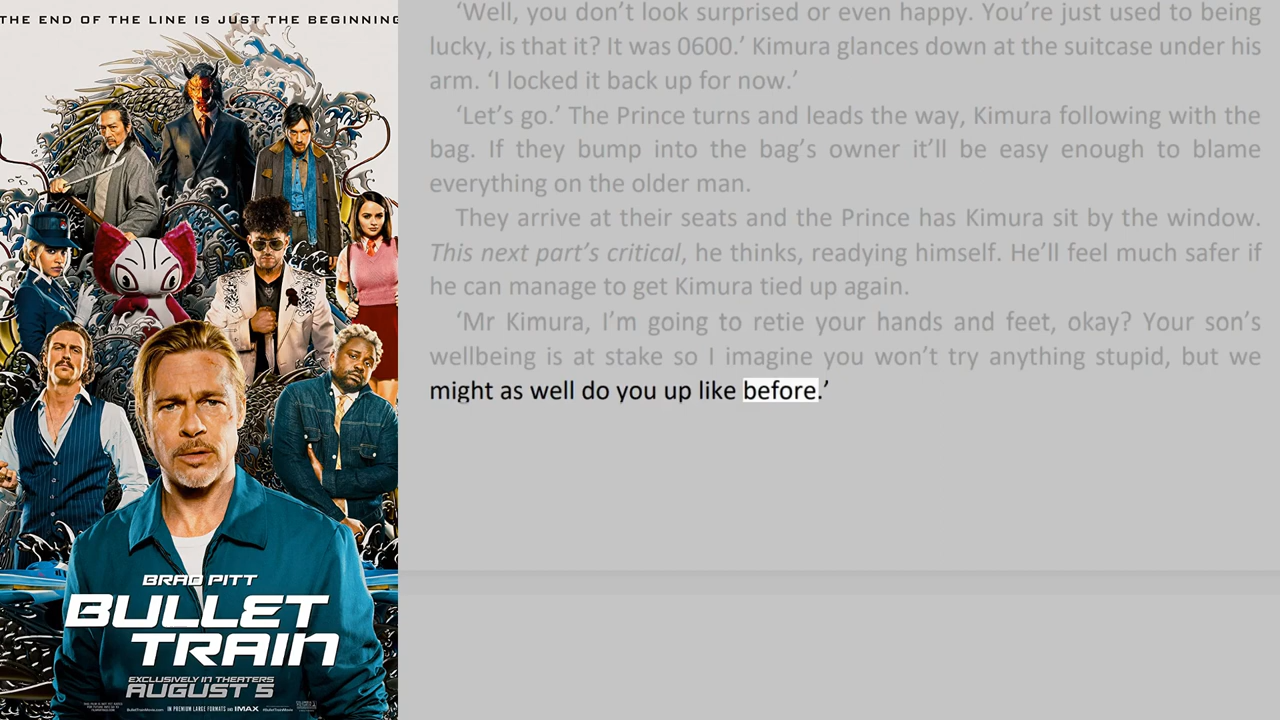 THE END OF THE LINE IS JUST THE BEGINNING
BRAD PITT
BULLET
TRAIN
EXCLUSIVELY IN THEATERS
AUGUST 5
BulletTrainMovie.com
IN PREMIUM LARGE FORMATS AND IMAX
#BulletTrainMovie
‘Well, you don’t look surprised or even happy. You’re just used to being
lucky, is that it? It was 0600.’ Kimura glances down at the suitcase under his
arm. ‘I locked it back up for now.’
‘Let’s go.’ The Prince turns and leads the way, Kimura following with the
bag. If they bump into the bag’s owner it’ll be easy enough to blame
everything on the older man.
They arrive at their seats and the Prince has Kimura sit by the window.
This next part’s critical, he thinks, readying himself. He’ll feel much safer if
he can manage to get Kimura tied up again.
‘Mr Kimura, I’m going to retie your hands and feet, okay? Your son’s
wellbeing is at stake so I imagine you won’t try anything stupid, but we
might as well do you up like before.’